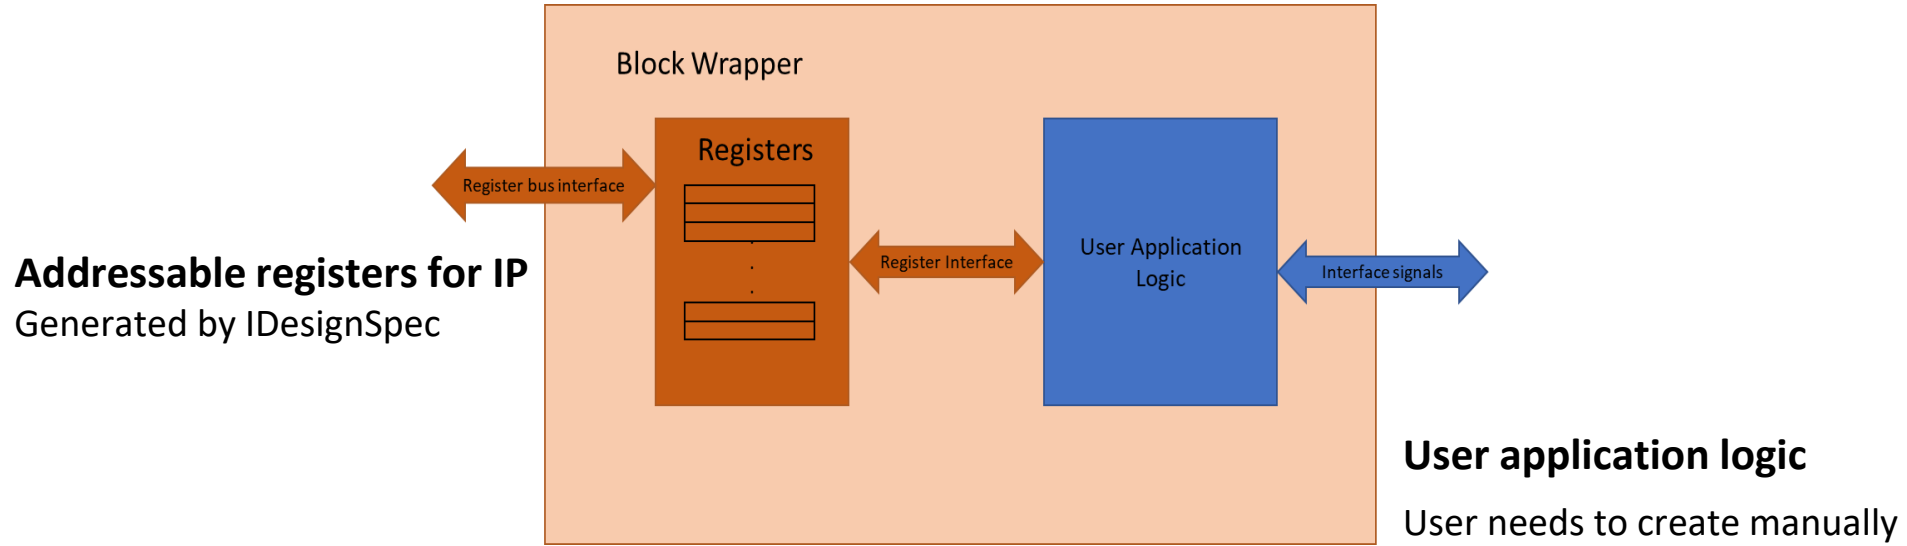 Block Wrapper
Registers
Register bus interface
Addressable registers for IP
Generated by IDesignSpec
Register Interface
User Application
Logic
Interface signals
User application logic
User needs to create manually